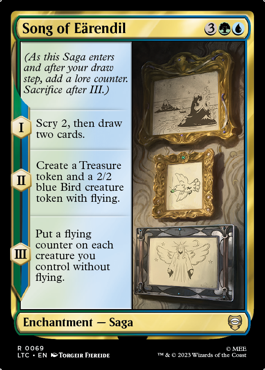 Song of Eärendil 3
(As this Saga enters
and after your draw
step, add a lore counter.
Sacrifice after III.)
I
Scry 2, then draw
two cards.
II
Create a Treasure
token and a 2/2
blue Bird creature
token with flying.
III
Put a flying
counter on each
creature you
control without
flying.
Enchantment — Saga
R 0069
LTC • EN Torgeir Fjereide
© MEE
™ & © 2023 Wizards of the Coast